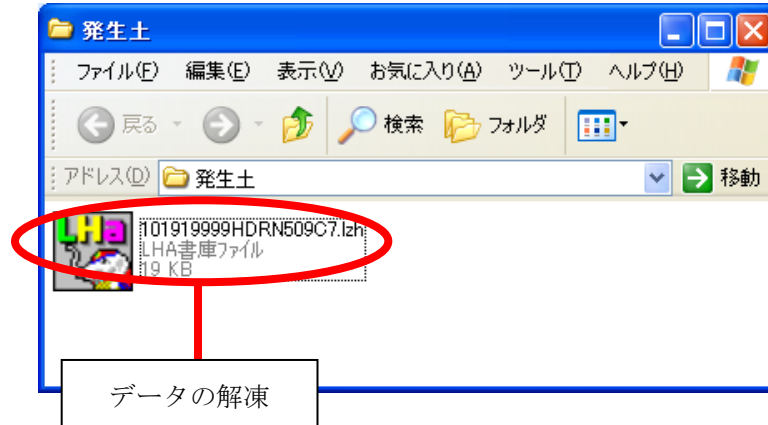 発生土
ファイル(F) 編集(E) 表示(V) お気に入り(A) ツール(T) ヘルプ(H)
戻る 検索 フォルダ
アドレス(D) 発生土 移動
LHa
101919999HDRN509C7.lzh
LHA書庫ファイル
19 KB
データの解凍